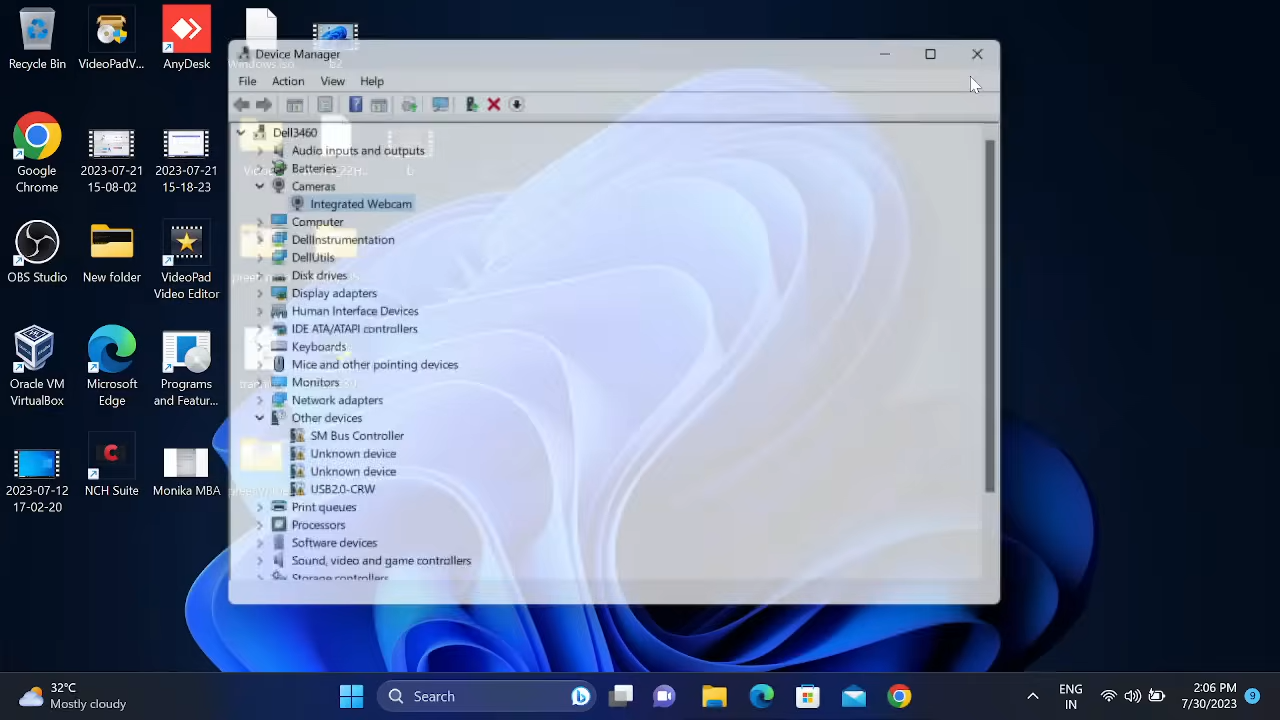 Recycle Bin
VideoPadV...
AnyDesk
Windows.iso
Google
Chrome
2023-07-21
15-08-02
2023-07-21
15-18-23
OBS Studio
New folder
VideoPad
Video Editor
Oracle VM
VirtualBox
Microsoft
Edge
Programs
and Featur...
2023-07-12
17-02-20
NCH Suite
Monika MBA
Device Manager
File Action View Help
Dell3460
Audio inputs and outputs
Batteries
Cameras
Integrated Webcam
Computer
DellInstrumentation
DellUtils
Disk drives
Display adapters
Human Interface Devices
IDE ATA/ATAPI controllers
Keyboards
Mice and other pointing devices
Monitors
Network adapters
Other devices
SM Bus Controller
Unknown device
Unknown device
USB2.0-CRW
Print queues
Processors
Software devices
Sound, video and game controllers
Storage controllers
32°C
Mostly cloudy
Search
ENG
IN
2:06 PM
7/30/2023
9